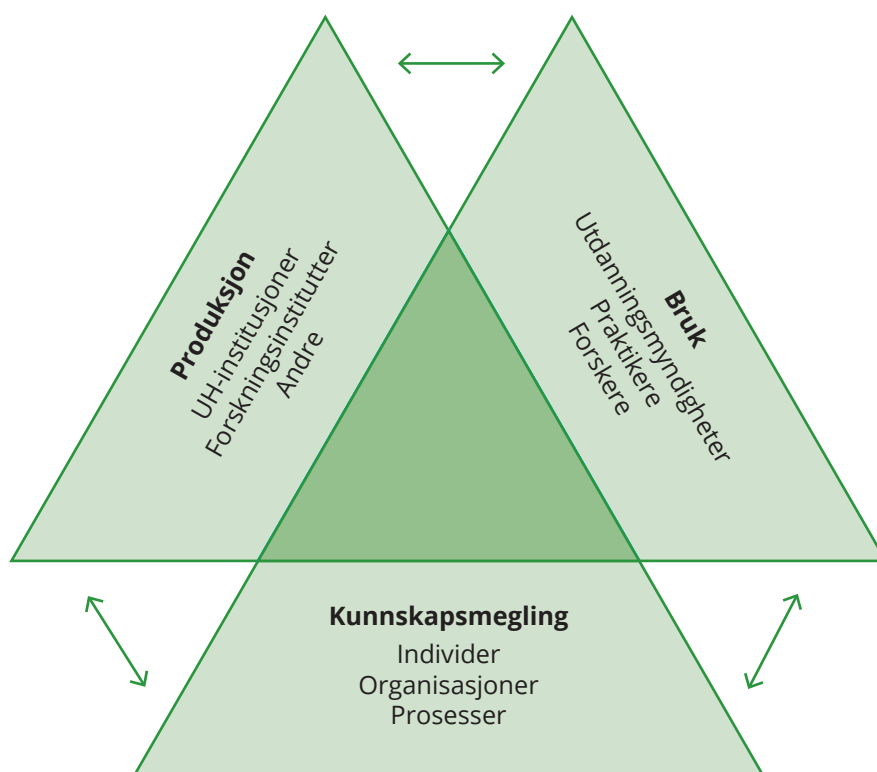 Produksjon
UH-institusjoner
Forskningsinstitutter
Andre
Bruk
Utdanningsmyndigheter
Praktikere
Forskere
Kunnskapsmegling
Individer
Organisasjoner
Prosesser